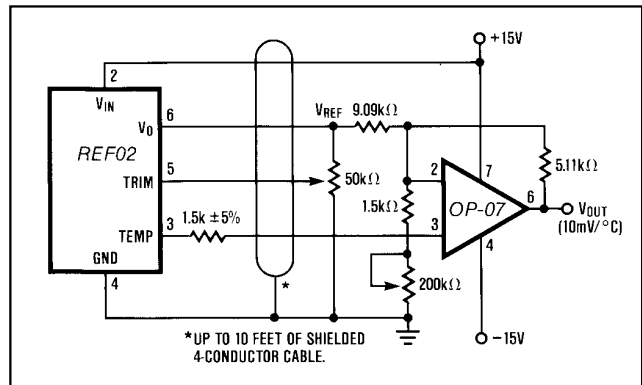 +15V
2
VIN
6
VO
VREF
9.09kΩ
REF02
5
TRIM
50kΩ
2
7
5.11kΩ
1.5kΩ
OP-07
6
VOUT
(10mV/°C)
3
TEMP
1.5k ±5%
3
4
GND
4
200kΩ
*
*UP TO 10 FEET OF SHIELDED
4-CONDUCTOR CABLE.
−15V